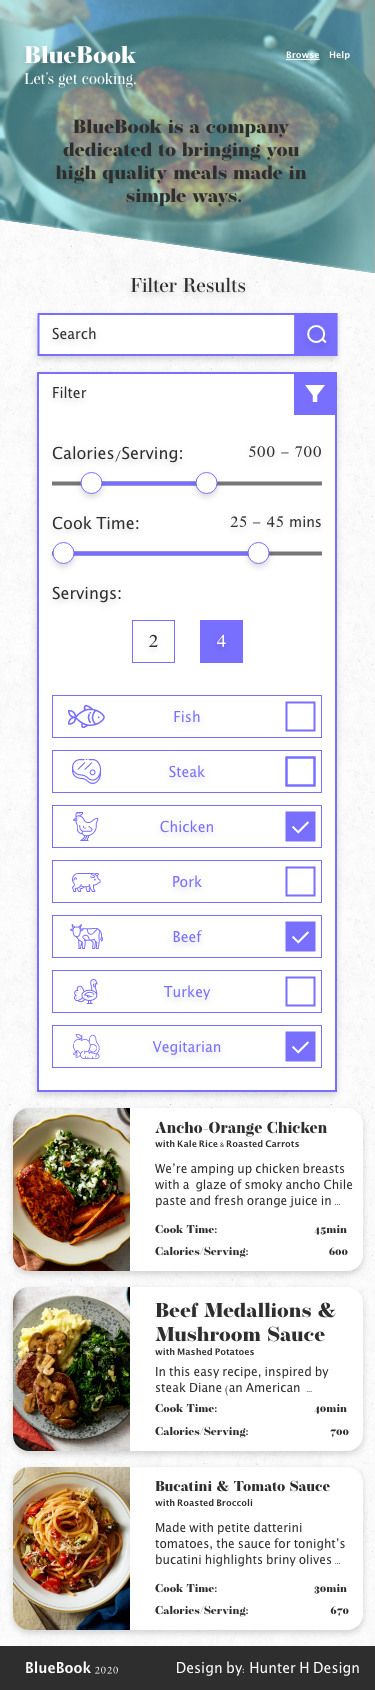 BlueBook
Browse Help
Let's get cooking.
BlueBook is a company
dedicated to bringing you
high quality meals made in
simple ways.
Filter Results
Search
Filter
Calories/Serving: 500 – 700
Cook Time: 25 – 45 mins
Servings:
2 4
Fish
Steak
Chicken
Pork
Beef
Turkey
Vegitarian
Ancho-Orange Chicken
with Kale Rice & Roasted Carrots
We're amping up chicken breasts
with a glaze of smoky ancho Chile
paste and fresh orange juice in ...
Cook Time: 45min
Calories/Serving: 600
Beef Medallions &
Mushroom Sauce
with Mashed Potatoes
In this easy recipe, inspired by
steak Diane (an American ...
Cook Time: 40min
Calories/Serving: 700
Bucatini & Tomato Sauce
with Roasted Broccoli
Made with petite datterini
tomatoes, the sauce for tonight's
bucatini highlights briny olives ...
Cook Time: 30min
Calories/Serving: 670
BlueBook 2020 Design by: Hunter H Design